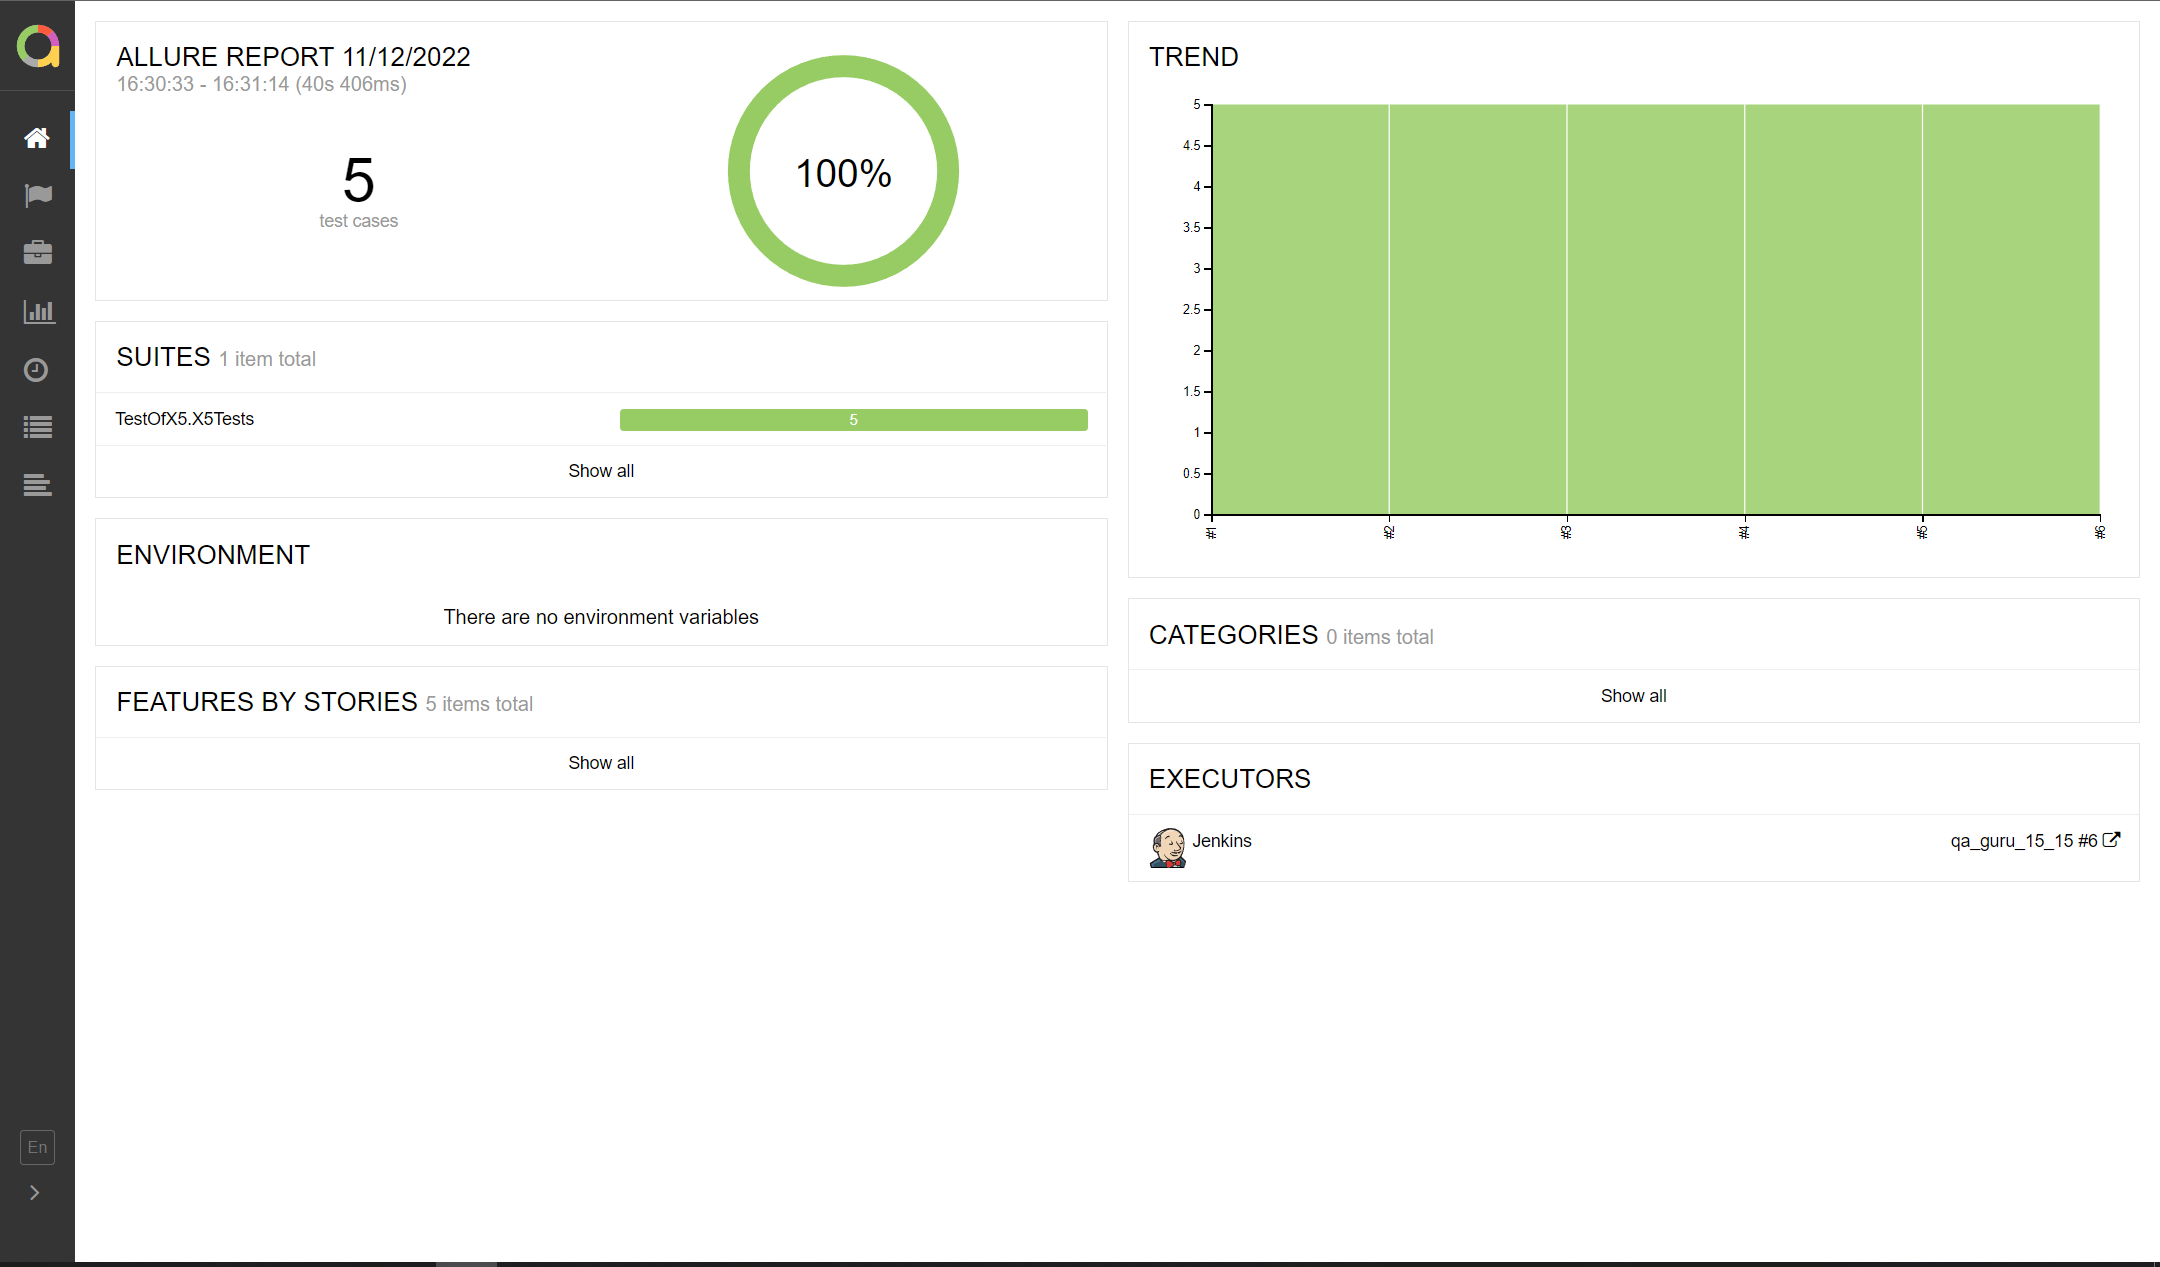 ALLURE REPORT 11/12/2022
16:30:33 - 16:31:14 (40s 406ms)
5
test cases
100%
SUITES 1 item total
TestOfX5.X5Tests 5
Show all
ENVIRONMENT
There are no environment variables
FEATURES BY STORIES 5 items total
Show all
TREND
5
4.5
4
3.5
3
2.5
2
1.5
1
0.5
0
#1 #2 #3 #4 #5 #6
CATEGORIES 0 items total
Show all
EXECUTORS
Jenkins qa_guru_15_15 #6
En